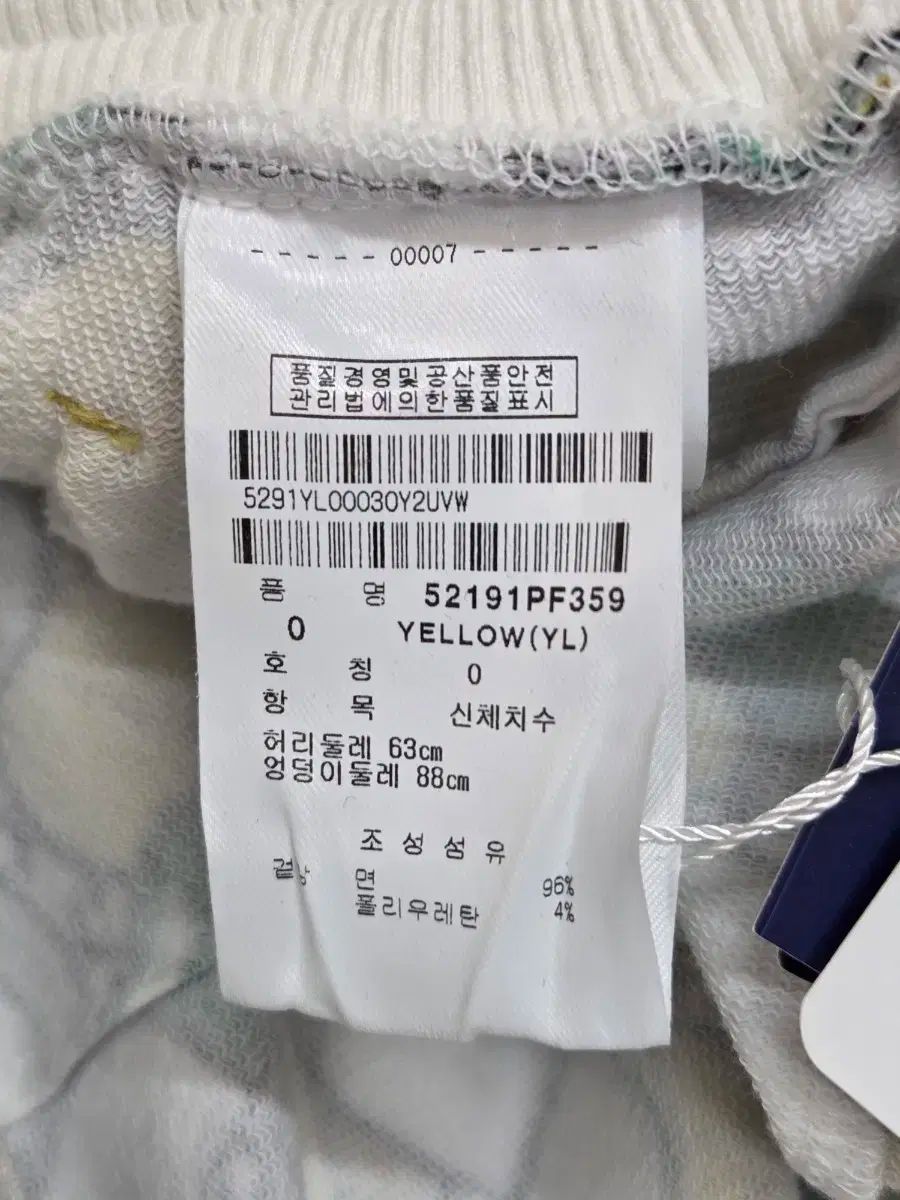 - - - - - 00007 - - - - -
품질경영및공산품안전
관리법에의한품질표시
5291YL00030Y2UVW
품 명 52191PF359
0 YELLOW(YL)
호 칭 0
항 목 신체치수
허리둘레 63cm
엉덩이둘레 88cm
조성섬유
겉감 면 96%
폴리우레탄 4%